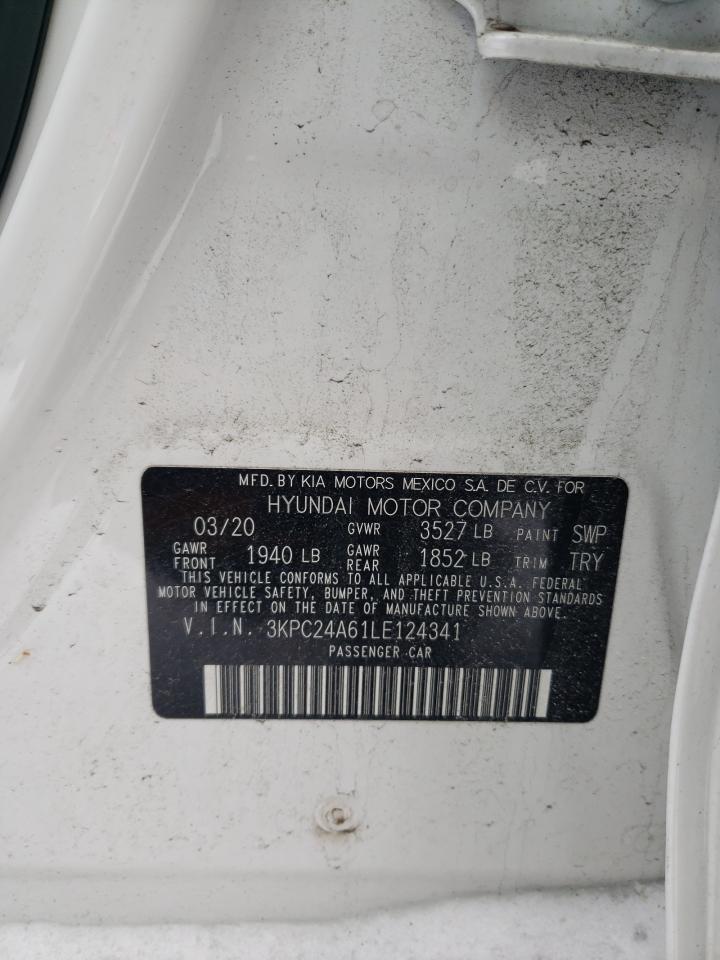 MFD. BY KIA MOTORS MEXICO S.A. DE C.V. FOR
HYUNDAI MOTOR COMPANY
03/20 GVWR 3527 LB PAINT SWP
GAWR FRONT 1940 LB GAWR REAR 1852 LB TRIM TRY
THIS VEHICLE CONFORMS TO ALL APPLICABLE U.S.A. FEDERAL
MOTOR VEHICLE SAFETY, BUMPER, AND THEFT PREVENTION STANDARDS
IN EFFECT ON THE DATE OF MANUFACTURE SHOWN ABOVE.
V.I.N. 3KPC24A61LE124341
PASSENGER CAR